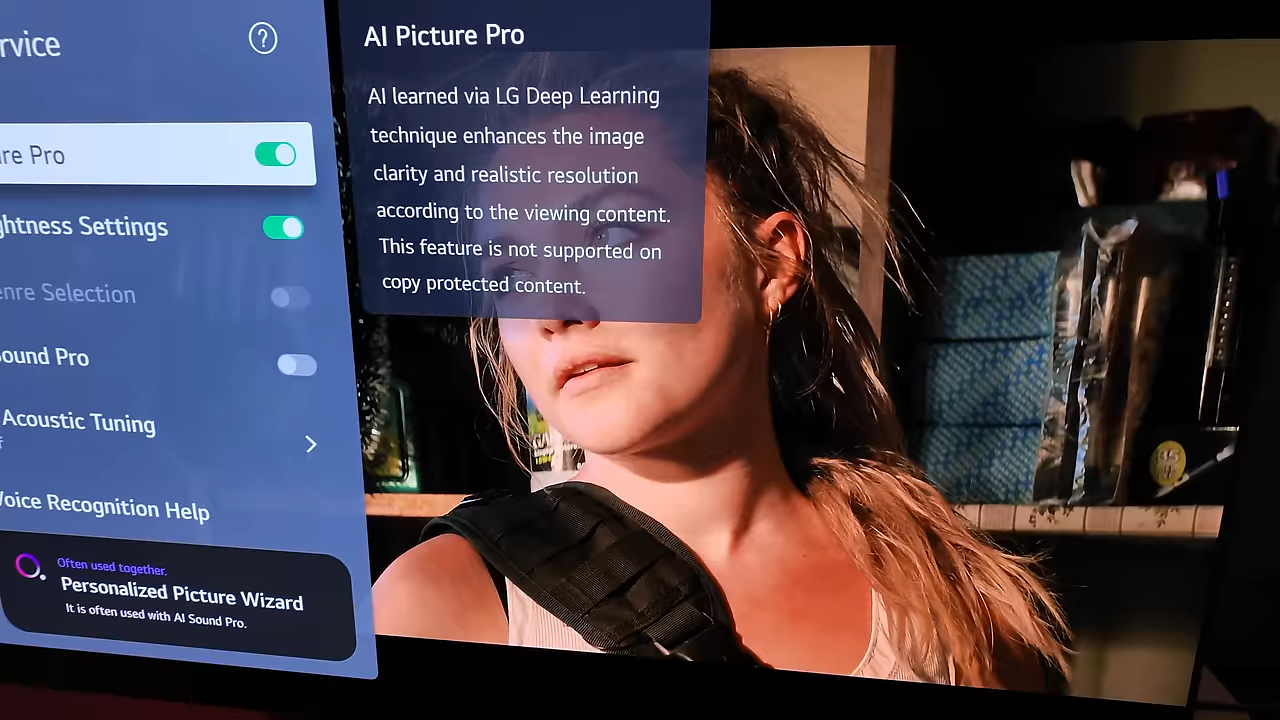 rvice
?
re Pro
ghtness Settings
enre Selection
ound Pro
Acoustic Tuning
Voice Recognition Help
Often used together.
Personalized Picture Wizard
It is often used with AI Sound Pro.
AI Picture Pro
AI learned via LG Deep Learning
technique enhances the image
clarity and realistic resolution
according to the viewing content.
This feature is not supported on
copy protected content.